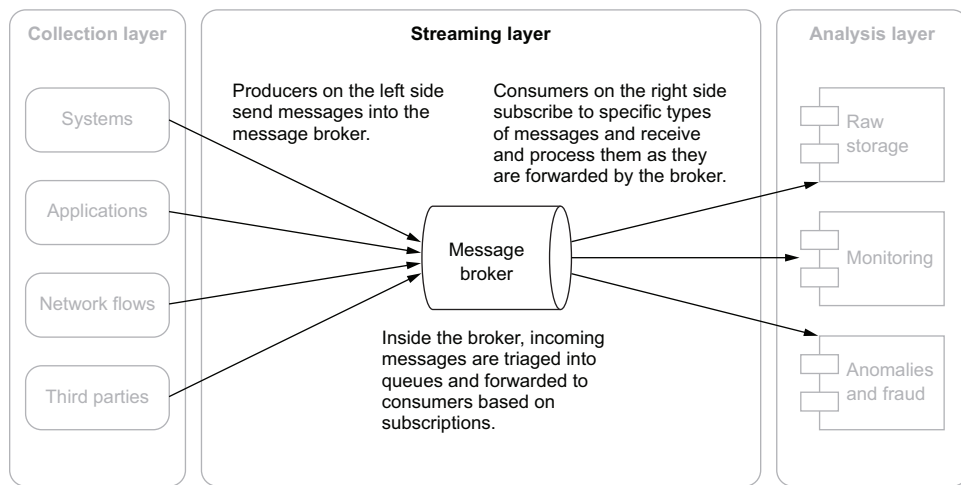 Collection layer
Systems
Applications
Network flows
Third parties
Streaming layer
Producers on the left side
send messages into the
message broker.
Consumers on the right side
subscribe to specific types
of messages and receive
and process them as they
are forwarded by the broker.
Message
broker
Inside the broker, incoming
messages are triaged into
queues and forwarded to
consumers based on
subscriptions.
Analysis layer
Raw
storage
Monitoring
Anomalies
and fraud